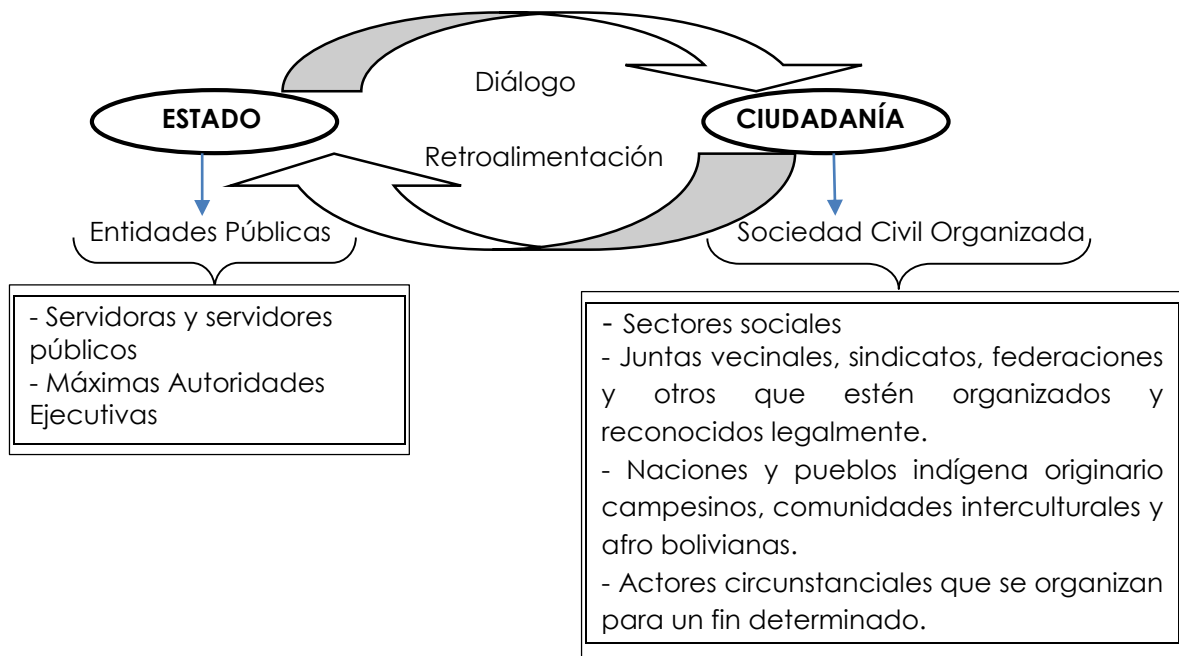 Diálogo
ESTADO
CIUDADANÍA
Retroalimentación
Entidades Públicas
Sociedad Civil Organizada
- Servidoras y servidores
públicos
- Máximas Autoridades
Ejecutivas
- Sectores sociales
- Juntas vecinales, sindicatos, federaciones
y otros que estén organizados y
reconocidos legalmente.
- Naciones y pueblos indígena originario
campesinos, comunidades interculturales y
afro bolivianas.
- Actores circunstanciales que se organizan
para un fin determinado.